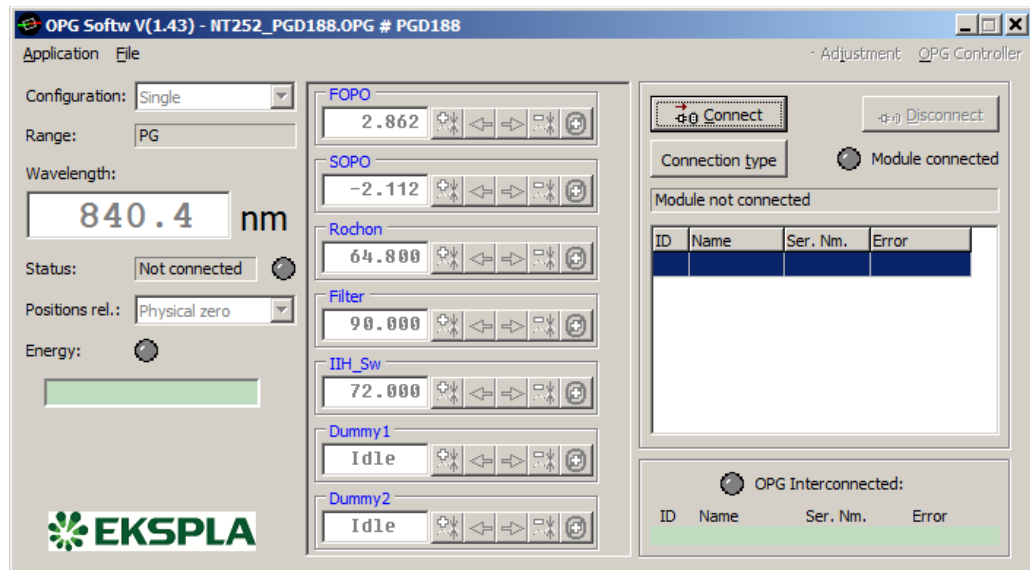 OPG Softw V(1.43) - NT252_PGD188.OPG # PGD188
Application File - Adjustment OPG Controller
Configuration: Single
Range: PG
Wavelength:
840.4 nm
Status: Not connected
Positions rel.: Physical zero
Energy:
EKSPLA
FOPO
2.862
SOPO
-2.112
Rochon
64.800
Filter
90.000
IIH_Sw
72.000
Dummy1
Idle
Dummy2
Idle
Connect Disconnect
Connection type Module connected
Module not connected
ID Name Ser. Nm. Error
OPG Interconnected:
ID Name Ser. Nm. Error